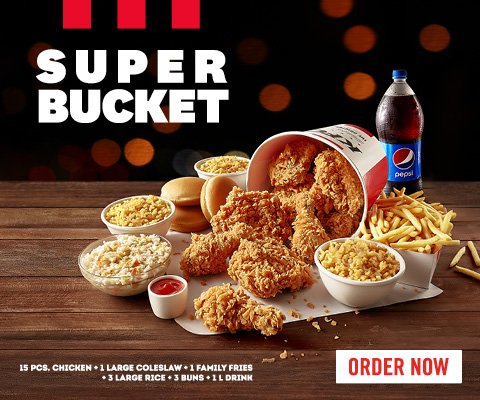 SUPER
BUCKET
KFC
pepsi
15 PCS. CHICKEN + 1 LARGE COLESLAW + 1 FAMILY FRIES
+ 3 LARGE RICE + 3 BUNS + 1 L DRINK
ORDER NOW